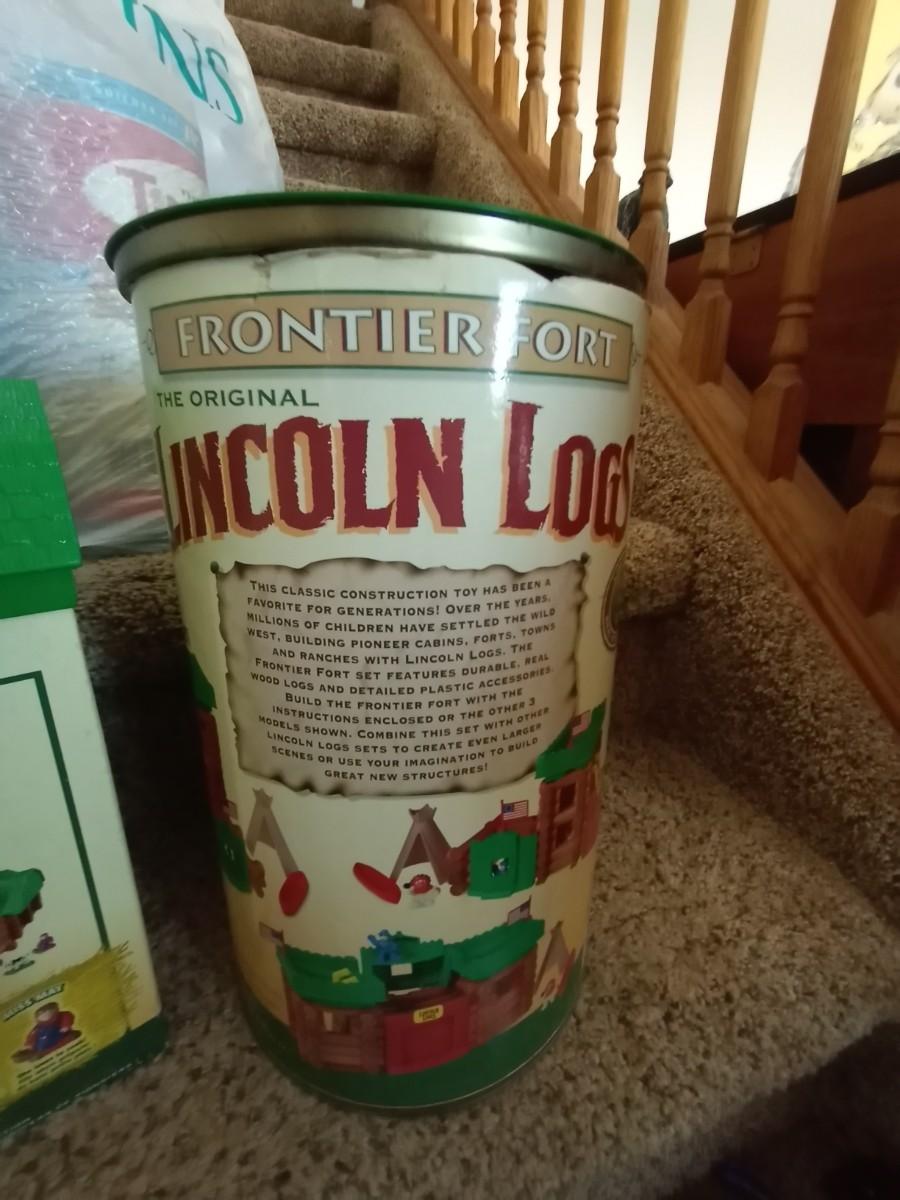 FRONTIER FORT
THE ORIGINAL
LINCOLN LOGS
THIS CLASSIC CONSTRUCTION TOY HAS BEEN A
FAVORITE FOR GENERATIONS! OVER THE YEARS,
MILLIONS OF CHILDREN HAVE SETTLED THE WILD
WEST, BUILDING PIONEER CABINS, FORTS, TOWNS
AND RANCHES WITH LINCOLN LOGS. THE
FRONTIER FORT SET FEATURES DURABLE, REAL
WOOD LOGS AND DETAILED PLASTIC ACCESSORIES.
BUILD THE FRONTIER FORT WITH THE
INSTRUCTIONS ENCLOSED OR THE OTHER 3
MODELS SHOWN. COMBINE THIS SET WITH OTHER
LINCOLN LOGS SETS TO CREATE EVEN LARGER
SCENES OR USE YOUR IMAGINATION TO BUILD
GREAT NEW STRUCTURES!